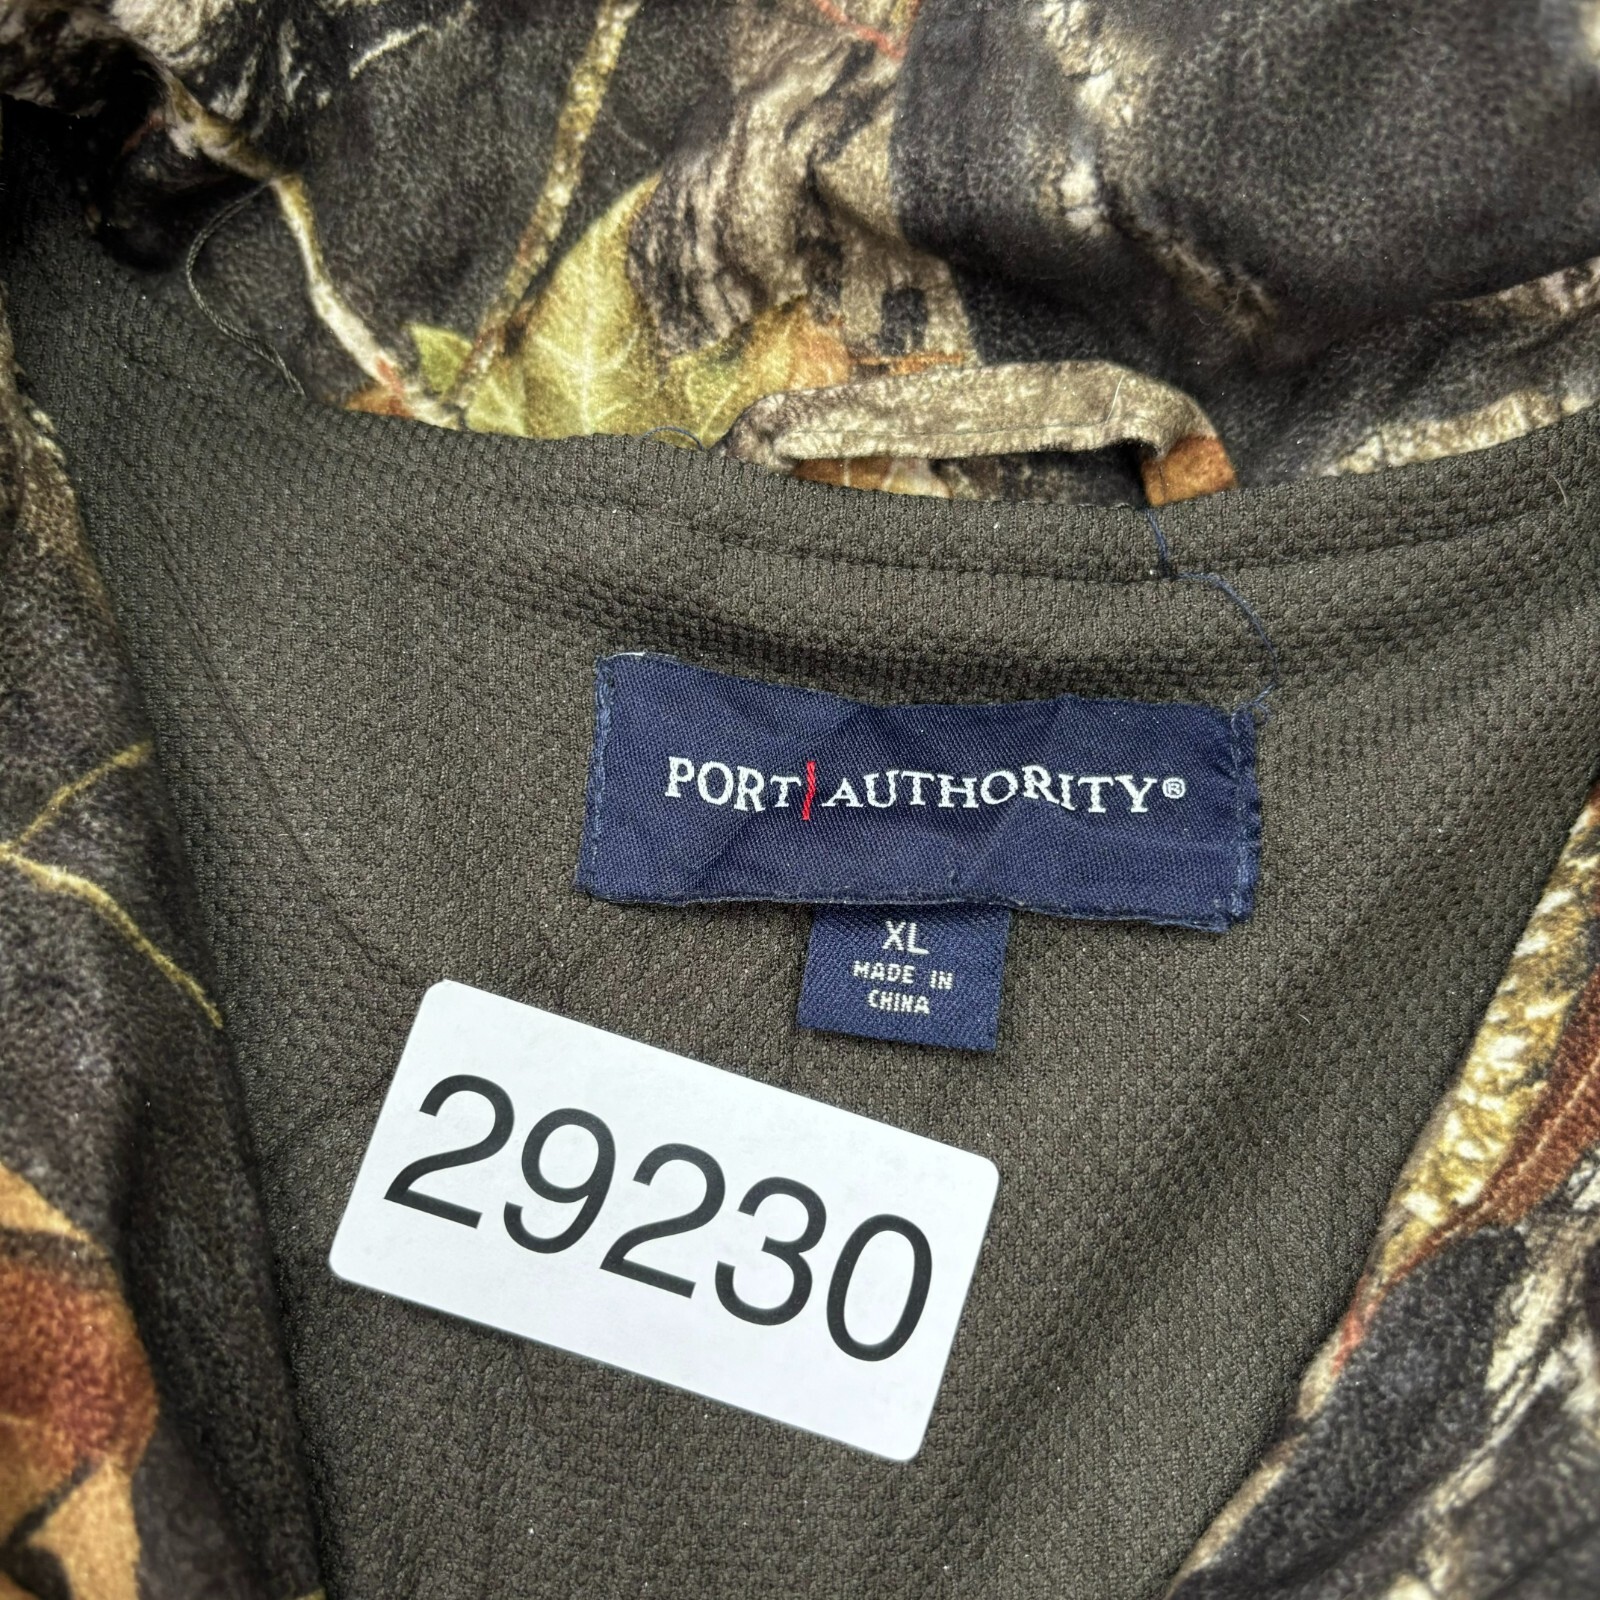 PORT AUTHORITY®
XL
MADE IN
CHINA
29230